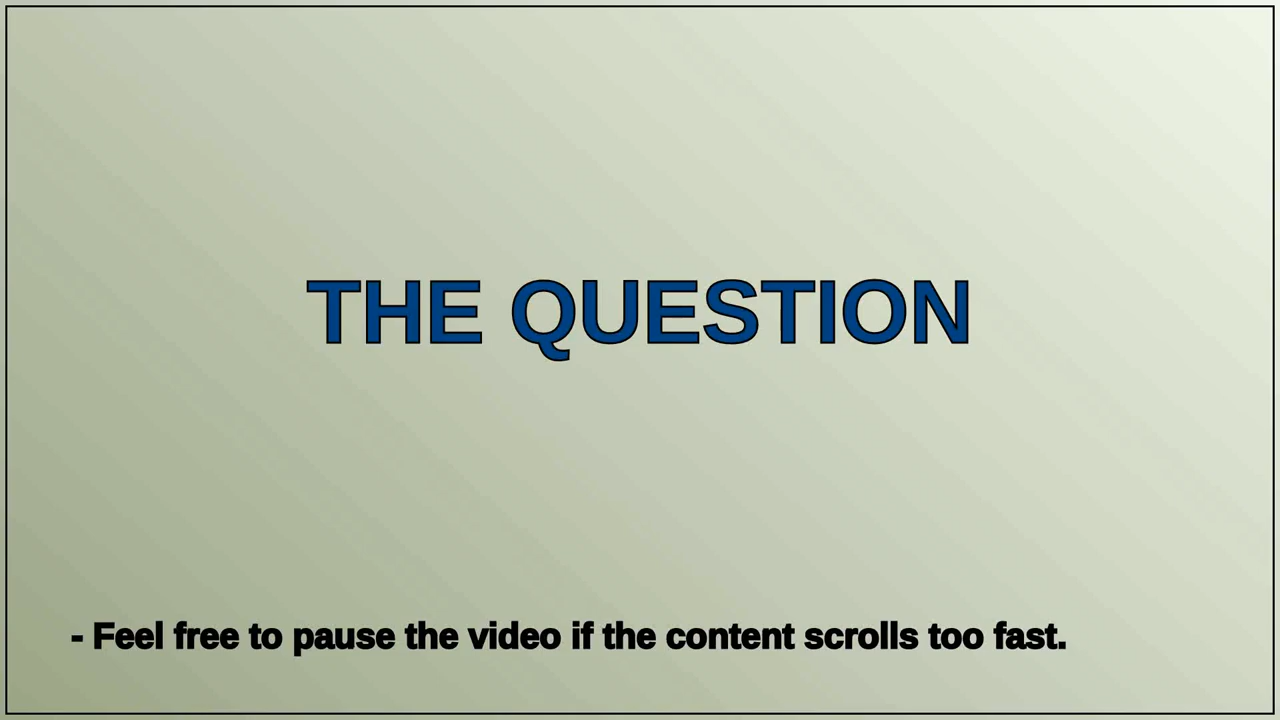 THE QUESTION
- Feel free to pause the video if the content scrolls too fast.